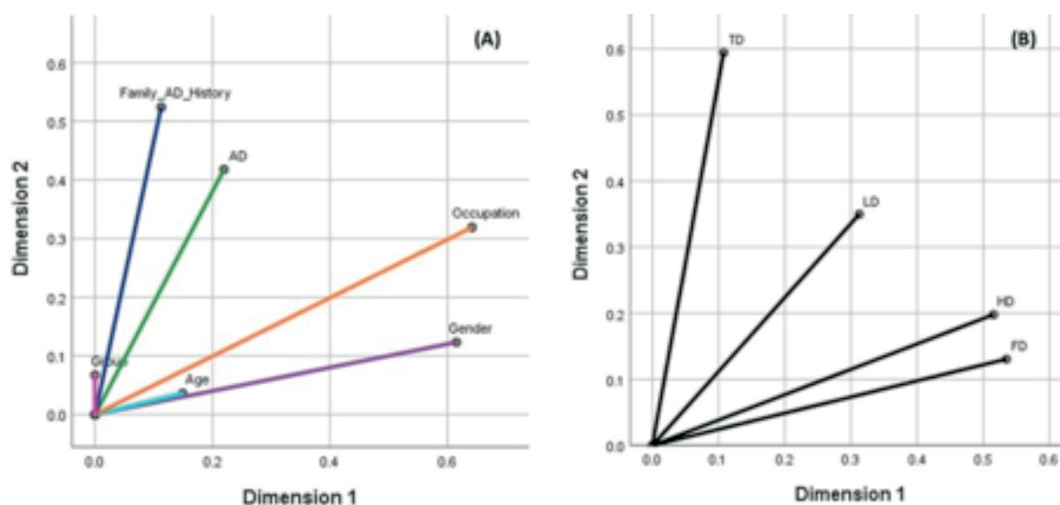 (A)
0.6
0.5
0.4
0.3
0.2
0.1
0.0
Dimension 2
Family_AD_History
AD
Occupation
Gender
Group
Age
0.0 0.2 0.4 0.6
Dimension 1
(B)
0.6
0.5
0.4
0.3
0.2
0.1
0.0
Dimension 2
TD
LD
HD
FD
0.0 0.1 0.2 0.3 0.4 0.5 0.6
Dimension 1